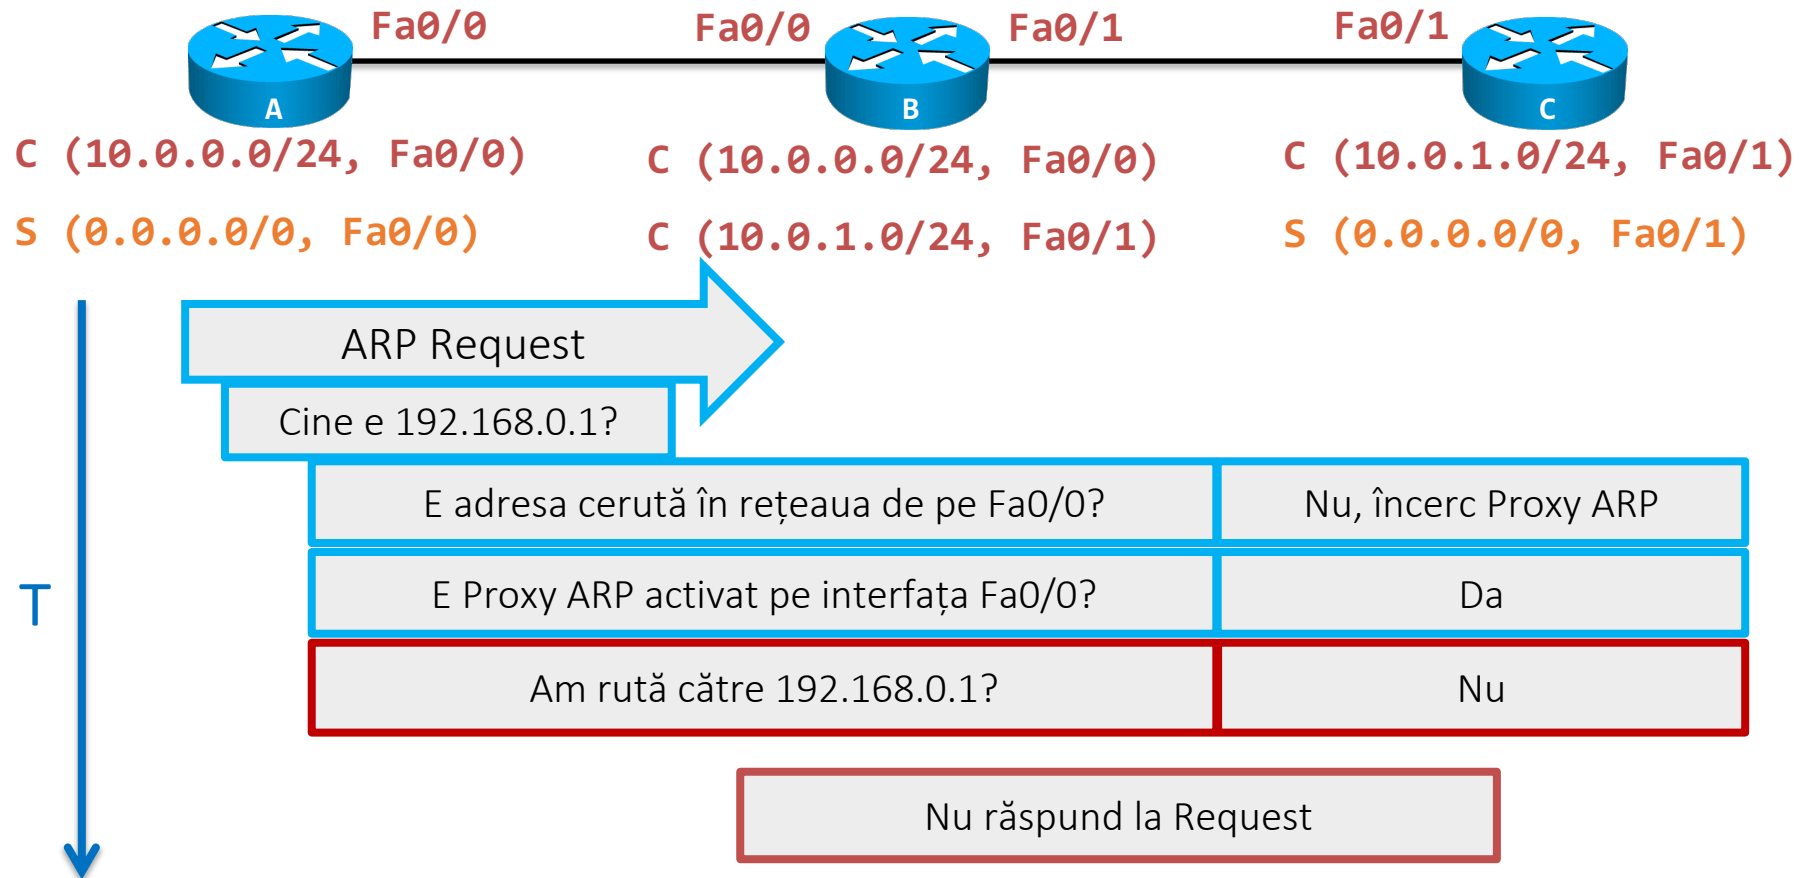 Fa0/0
Fa0/0
Fa0/1
Fa0/1
A
B
C
C (10.0.0.0/24, Fa0/0)
C (10.0.0.0/24, Fa0/0)
C (10.0.1.0/24, Fa0/1)
S (0.0.0.0/0, Fa0/0)
C (10.0.1.0/24, Fa0/1)
S (0.0.0.0/0, Fa0/1)
ARP Request
Cine e 192.168.0.1?
E adresa cerută în rețeaua de pe Fa0/0?
Nu, încerc Proxy ARP
E Proxy ARP activat pe interfața Fa0/0?
Da
T
Am rută către 192.168.0.1?
Nu
Nu răspund la Request